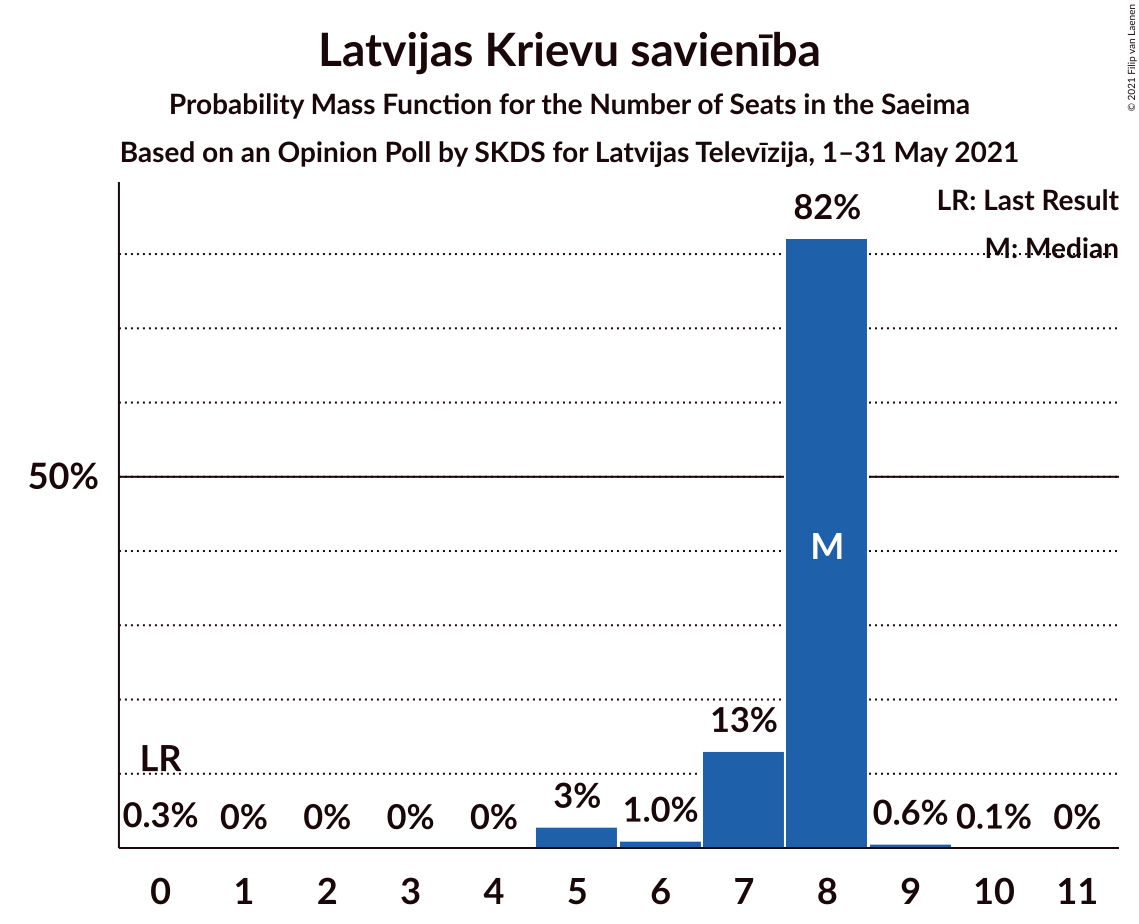 Latvijas Krievu savienība
Probability Mass Function for the Number of Seats in the Saeima
Based on an Opinion Poll by SKDS for Latvijas Televīzija, 1–31 May 2021
© 2021 Filip van Laenen
LR: Last Result
M: Median
82%
50%
M
13%
LR
0.3% 0% 0% 0% 0% 3% 1.0% 0.6% 0.1% 0%
0 1 2 3 4 5 6 7 8 9 10 11